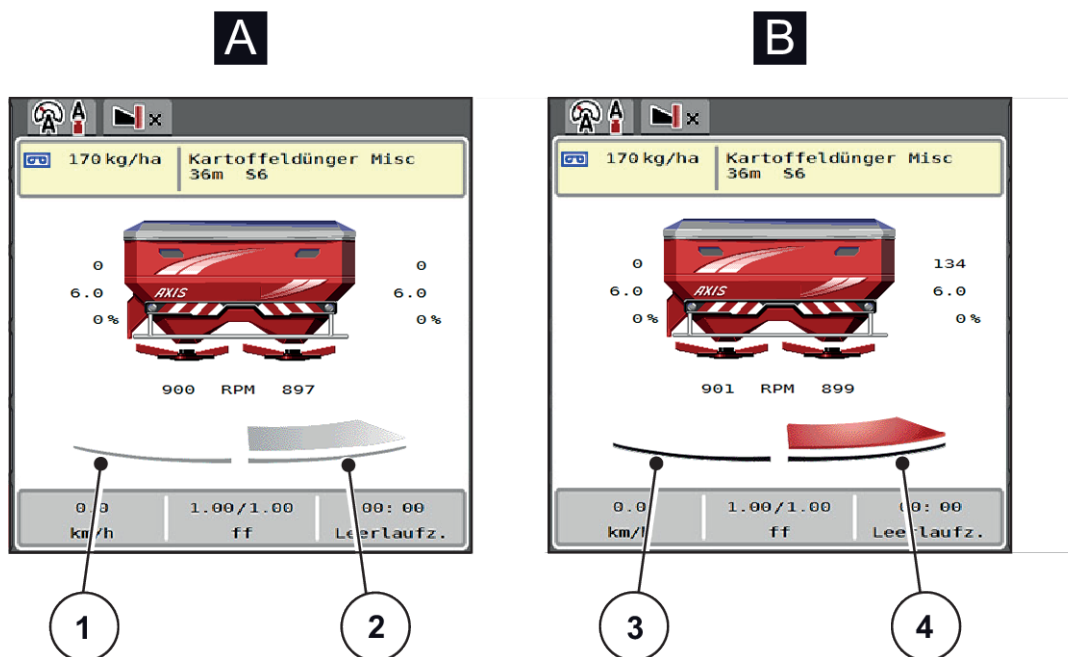 A
B
A A x
170 kg/ha Kartoffeldünger Misc
36m S6
0 0
6.0 6.0
0% 0%
AXIS
900 RPM 897
0.0 1.00/1.00 00:00
km/h ff Leerlaufz.
1
2
A A x
170 kg/ha Kartoffeldünger Misc
36m S6
0 134
6.0 6.0
0% 0%
AXIS
901 RPM 899
0.0 1.00/1.00 00:00
km/h ff Leerlaufz.
3
4